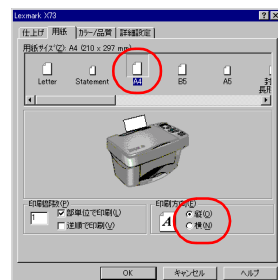 Lexmark X73
仕上げ 用紙 カラー/品質 詳細設定
用紙サイズ(Z): A4 (210 x 297 mm)
Letter Statement A4 B5 A5 封
長形
印刷部数(P)
1
部単位で印刷(L)
逆順で印刷(V)
印刷方向(E)
A
縦(O)
横(N)
OK キャンセル ヘルプ